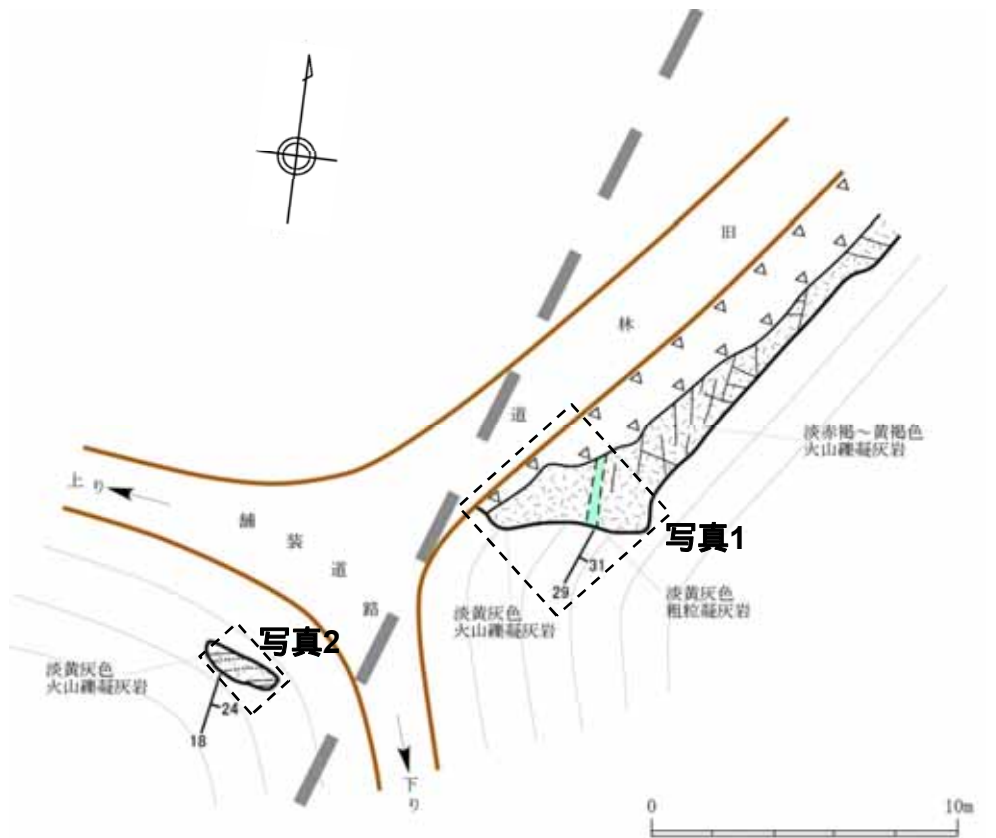 旧
林
道
淡赤褐～黄褐色
火山礫凝灰岩
上り
舗
装
道
路
写真1
31
29
淡黄灰色
火山礫凝灰岩
淡黄灰色
粗粒凝灰岩
写真2
淡黄灰色
火山礫凝灰岩
24
18
下り
0
10m